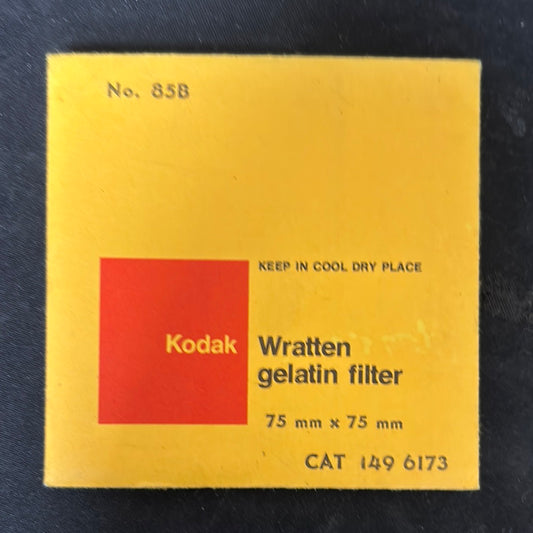 No. 85B
KEEP IN COOL DRY PLACE
Kodak
Wratten
gelatin filter
75 mm x 75 mm
CAT 149 6173